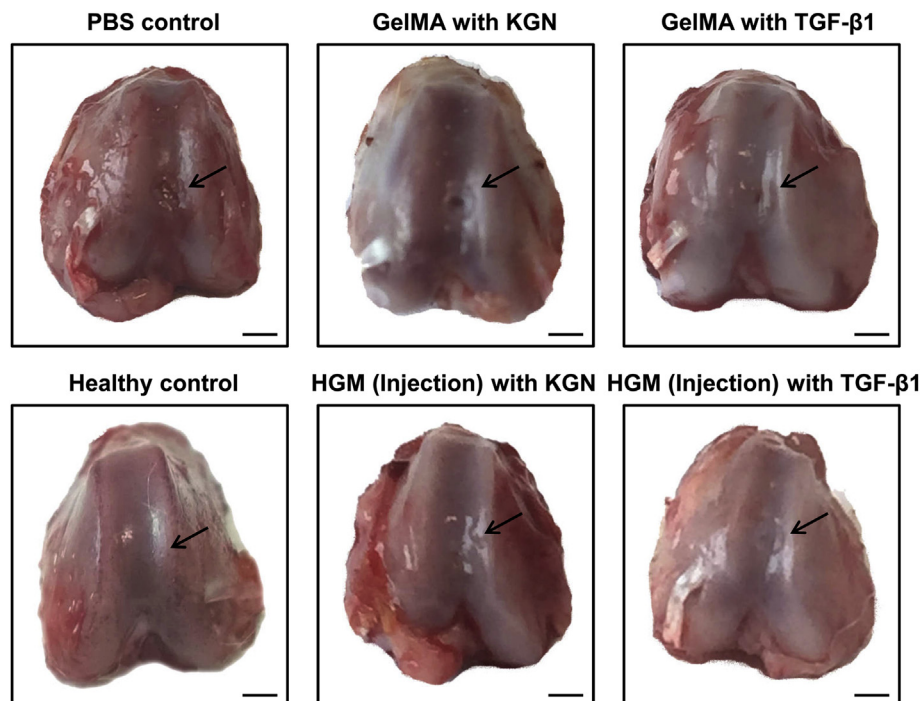 PBS control
GelMA with KGN
GelMA with TGF-β1
Healthy control
HGM (Injection) with KGN
HGM (Injection) with TGF-β1